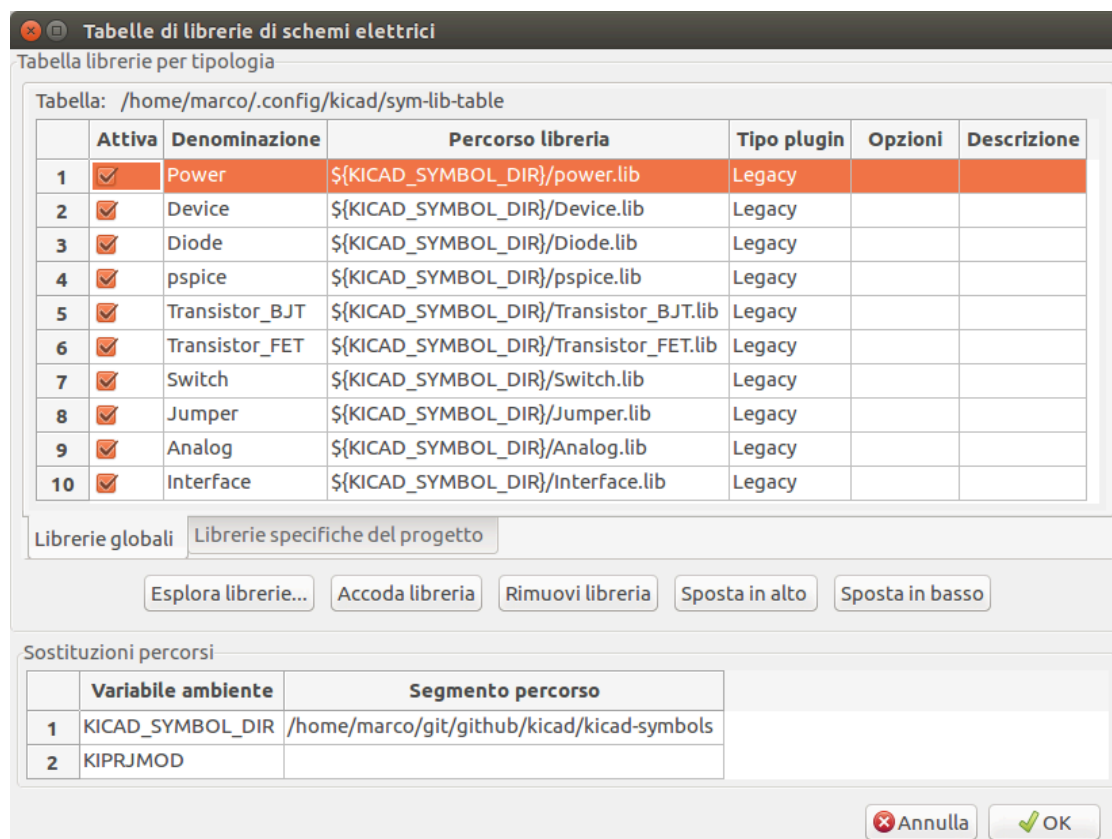 Tabelle di librerie di schemi elettrici
Tabella librerie per tipologia
Tabella: /home/marco/.config/kicad/sym-lib-table
Attiva Denominazione Percorso libreria Tipo plugin Opzioni Descrizione
1 Power ${KICAD_SYMBOL_DIR}/power.lib Legacy
2 Device ${KICAD_SYMBOL_DIR}/Device.lib Legacy
3 Diode ${KICAD_SYMBOL_DIR}/Diode.lib Legacy
4 pspice ${KICAD_SYMBOL_DIR}/pspice.lib Legacy
5 Transistor_BJT ${KICAD_SYMBOL_DIR}/Transistor_BJT.lib Legacy
6 Transistor_FET ${KICAD_SYMBOL_DIR}/Transistor_FET.lib Legacy
7 Switch ${KICAD_SYMBOL_DIR}/Switch.lib Legacy
8 Jumper ${KICAD_SYMBOL_DIR}/Jumper.lib Legacy
9 Analog ${KICAD_SYMBOL_DIR}/Analog.lib Legacy
10 Interface ${KICAD_SYMBOL_DIR}/Interface.lib Legacy
Librerie globali Librerie specifiche del progetto
Esplora librerie... Accoda libreria Rimuovi libreria Sposta in alto Sposta in basso
Sostituzioni percorsi
Variabile ambiente Segmento percorso
1 KICAD_SYMBOL_DIR /home/marco/git/github/kicad/kicad-symbols
2 KIPRJMOD
Annulla OK